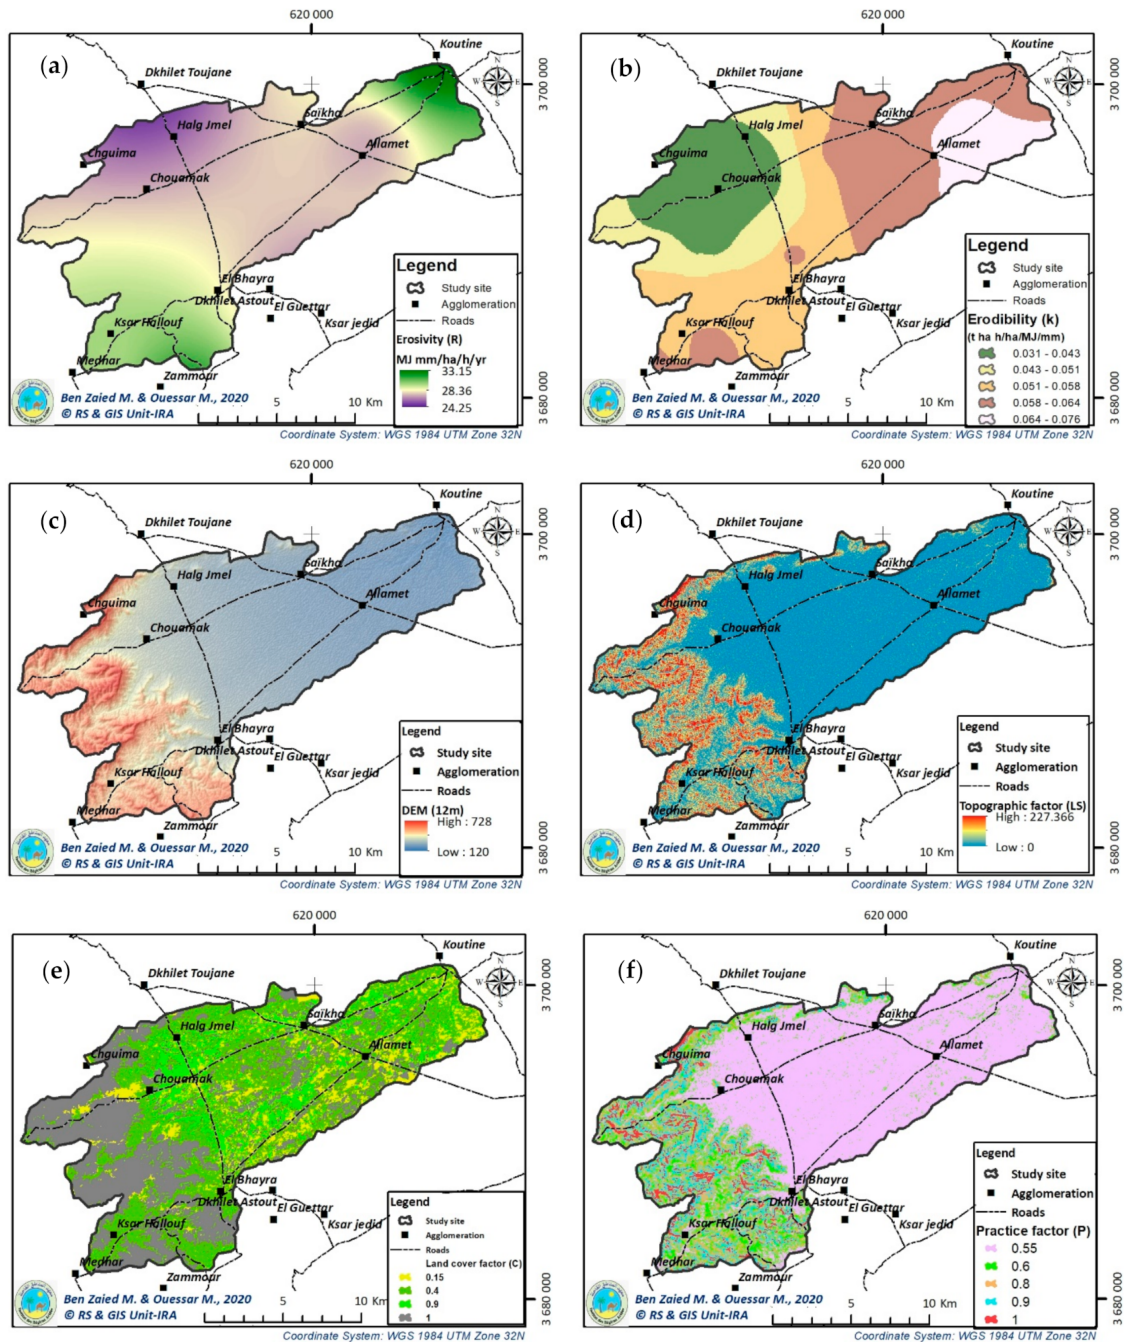 620 000
620 000
(a)
Koutine
N
W E
S
Dkhilet Toujane
3 700 000
Saïkha
Halg Jmel
Allamet
Chguima
Chouamak
El Bhayra
Dkhilet Astout
El Guettar
Ksar jedid
Ksar Hallouf
Medhar
Zammour
Legend
Study site
Agglomeration
Roads
Erosivity (R)
MJ mm/ha/h/yr
33.15
28.36
24.25
Ben Zaied M. & Ouessar M., 2020
© RS & GIS Unit-IRA
5 10 Km
3 680 000
Coordinate System: WGS 1984 UTM Zone 32N
(b)
Koutine
N
W E
S
Dkhilet Toujane
3 700 000
Saïkha
Halg Jmel
Allamet
Chguima
Chouamak
El Bhayra
Dkhilet Astout
El Guettar
Ksar jedid
Ksar Hallouf
Medhar
Zammour
Legend
Study site
Agglomeration
Roads
Erodibility (k)
(t ha h/ha/MJ/mm)
0.031 - 0.043
0.043 - 0.051
0.051 - 0.058
0.058 - 0.064
0.064 - 0.076
Ben Zaied M. & Ouessar M., 2020
© RS & GIS Unit-IRA
5 10 Km
3 680 000
Coordinate System: WGS 1984 UTM Zone 32N
620 000
620 000
(c)
Koutine
N
W E
S
Dkhilet Toujane
3 700 000
Saïkha
Halg Jmel
Allamet
Chguima
Chouamak
El Bhayra
Dkhilet Astout
El Guettar
Ksar jedid
Ksar Hallouf
Medhar
Zammour
Legend
Study site
Agglomeration
Roads
DEM (12m)
High : 728
Low : 120
Ben Zaied M. & Ouessar M., 2020
© RS & GIS Unit-IRA
5 10 Km
3 680 000
Coordinate System: WGS 1984 UTM Zone 32N
(d)
Koutine
N
W E
S
Dkhilet Toujane
3 700 000
Saïkha
Halg Jmel
Allamet
Chguima
Chouamak
El Bhayra
Dkhilet Astout
El Guettar
Ksar jedid
Ksar Hallouf
Medhar
Zammour
Legend
Study site
Agglomeration
Roads
Topographic factor (LS)
High : 227.366
Low : 0
Ben Zaied M. & Ouessar M., 2020
© RS & GIS Unit-IRA
5 10 Km
3 680 000
Coordinate System: WGS 1984 UTM Zone 32N
620 000
620 000
(e)
Koutine
N
W E
S
Dkhilet Toujane
3 700 000
Saïkha
Halg Jmel
Allamet
Chguima
Chouamak
El Bhayra
Dkhilet Astout
El Guettar
Ksar jedid
Ksar Hallouf
Medhar
Zammour
Legend
Study site
Agglomeration
Roads
Land cover factor (C)
0.15
0.4
0.9
1
Ben Zaied M. & Ouessar M., 2020
© RS & GIS Unit-IRA
5 10 Km
3 680 000
Coordinate System: WGS 1984 UTM Zone 32N
(f)
Koutine
N
W E
S
Dkhilet Toujane
3 700 000
Saïkha
Halg Jmel
Allamet
Chguima
Chouamak
El Bhayra
Dkhilet Astout
El Guettar
Ksar jedid
Ksar Hallouf
Medhar
Zammour
Legend
Study site
Agglomeration
Roads
Practice factor (P)
0.55
0.6
0.8
0.9
1
Ben Zaied M. & Ouessar M., 2020
© RS & GIS Unit-IRA
5 10 Km
3 680 000
Coordinate System: WGS 1984 UTM Zone 32N